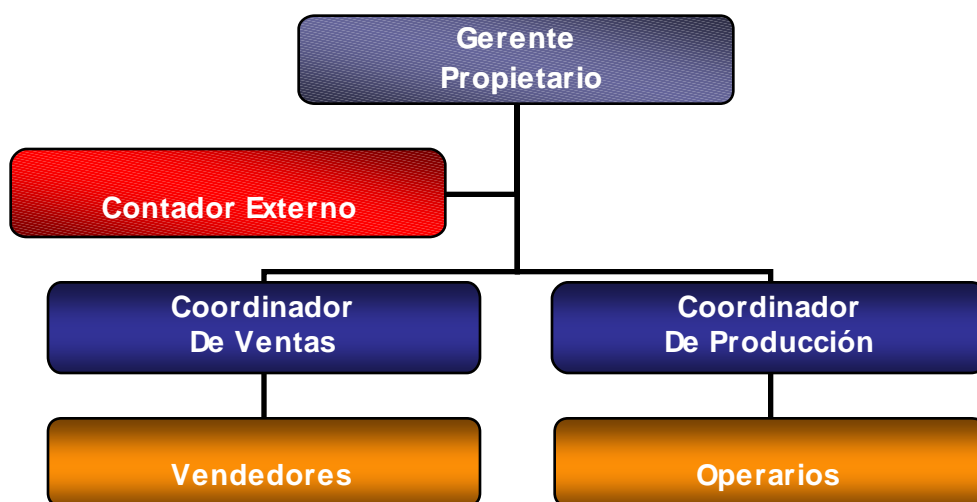 Gerente
Propietario
Contador Externo
Coordinador
De Ventas
Coordinador
De Producción
Vendedores
Operarios